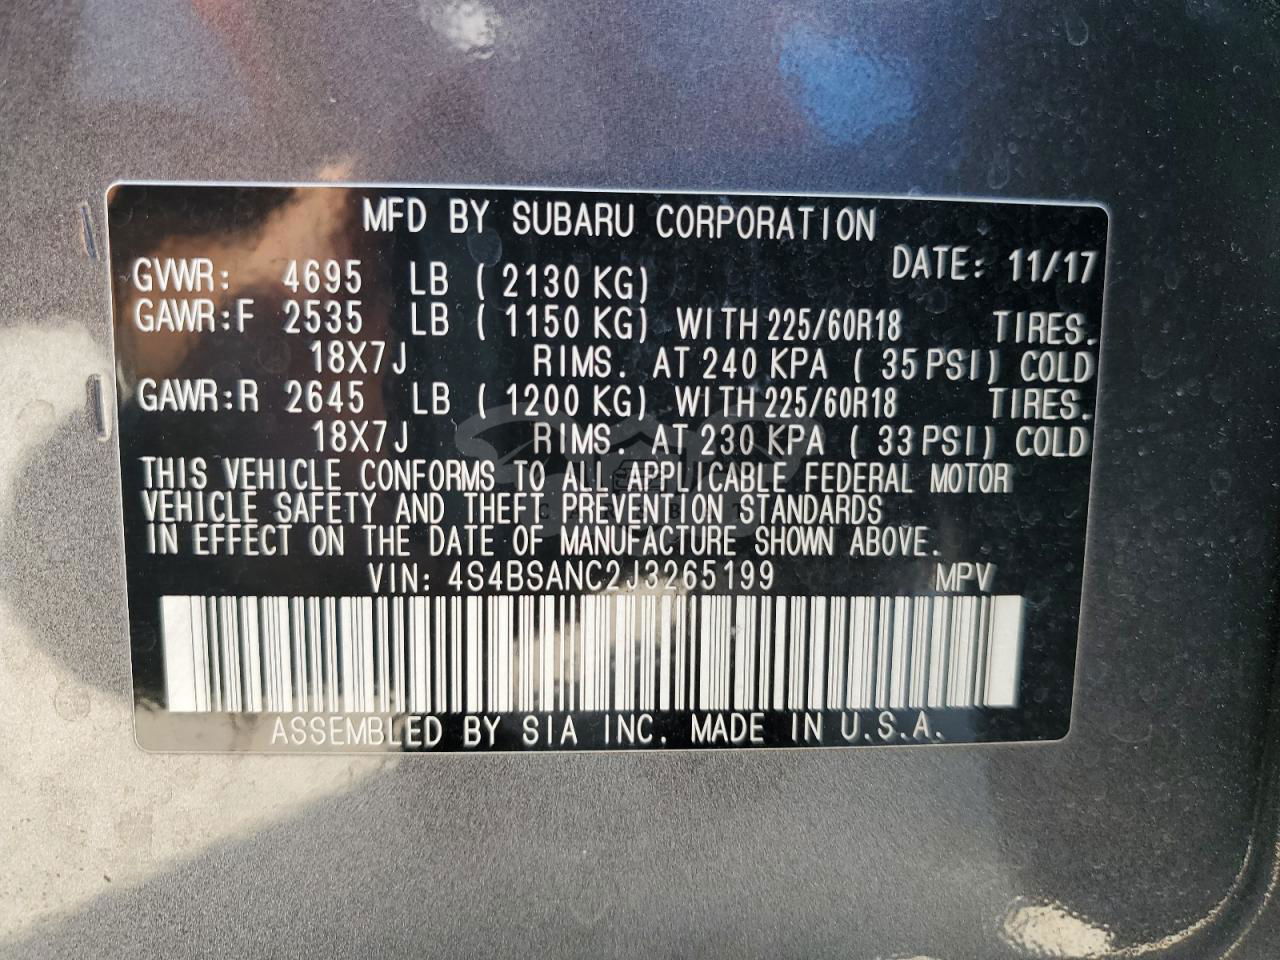 MFD BY SUBARU CORPORATION
DATE: 11/17
GVWR: 4695 LB ( 2130 KG)
GAWR:F 2535 LB ( 1150 KG) WITH 225/60R18 TIRES.
18X7J RIMS. AT 240 KPA ( 35 PSI) COLD
GAWR:R 2645 LB ( 1200 KG) WITH 225/60R18 TIRES.
18X7J RIMS. AT 230 KPA ( 33 PSI) COLD
THIS VEHICLE CONFORMS TO ALL APPLICABLE FEDERAL MOTOR
VEHICLE SAFETY AND THEFT PREVENTION STANDARDS
IN EFFECT ON THE DATE OF MANUFACTURE SHOWN ABOVE.
VIN: 4S4BSANC2J3265199 MPV
ASSEMBLED BY SIA INC. MADE IN U.S.A.